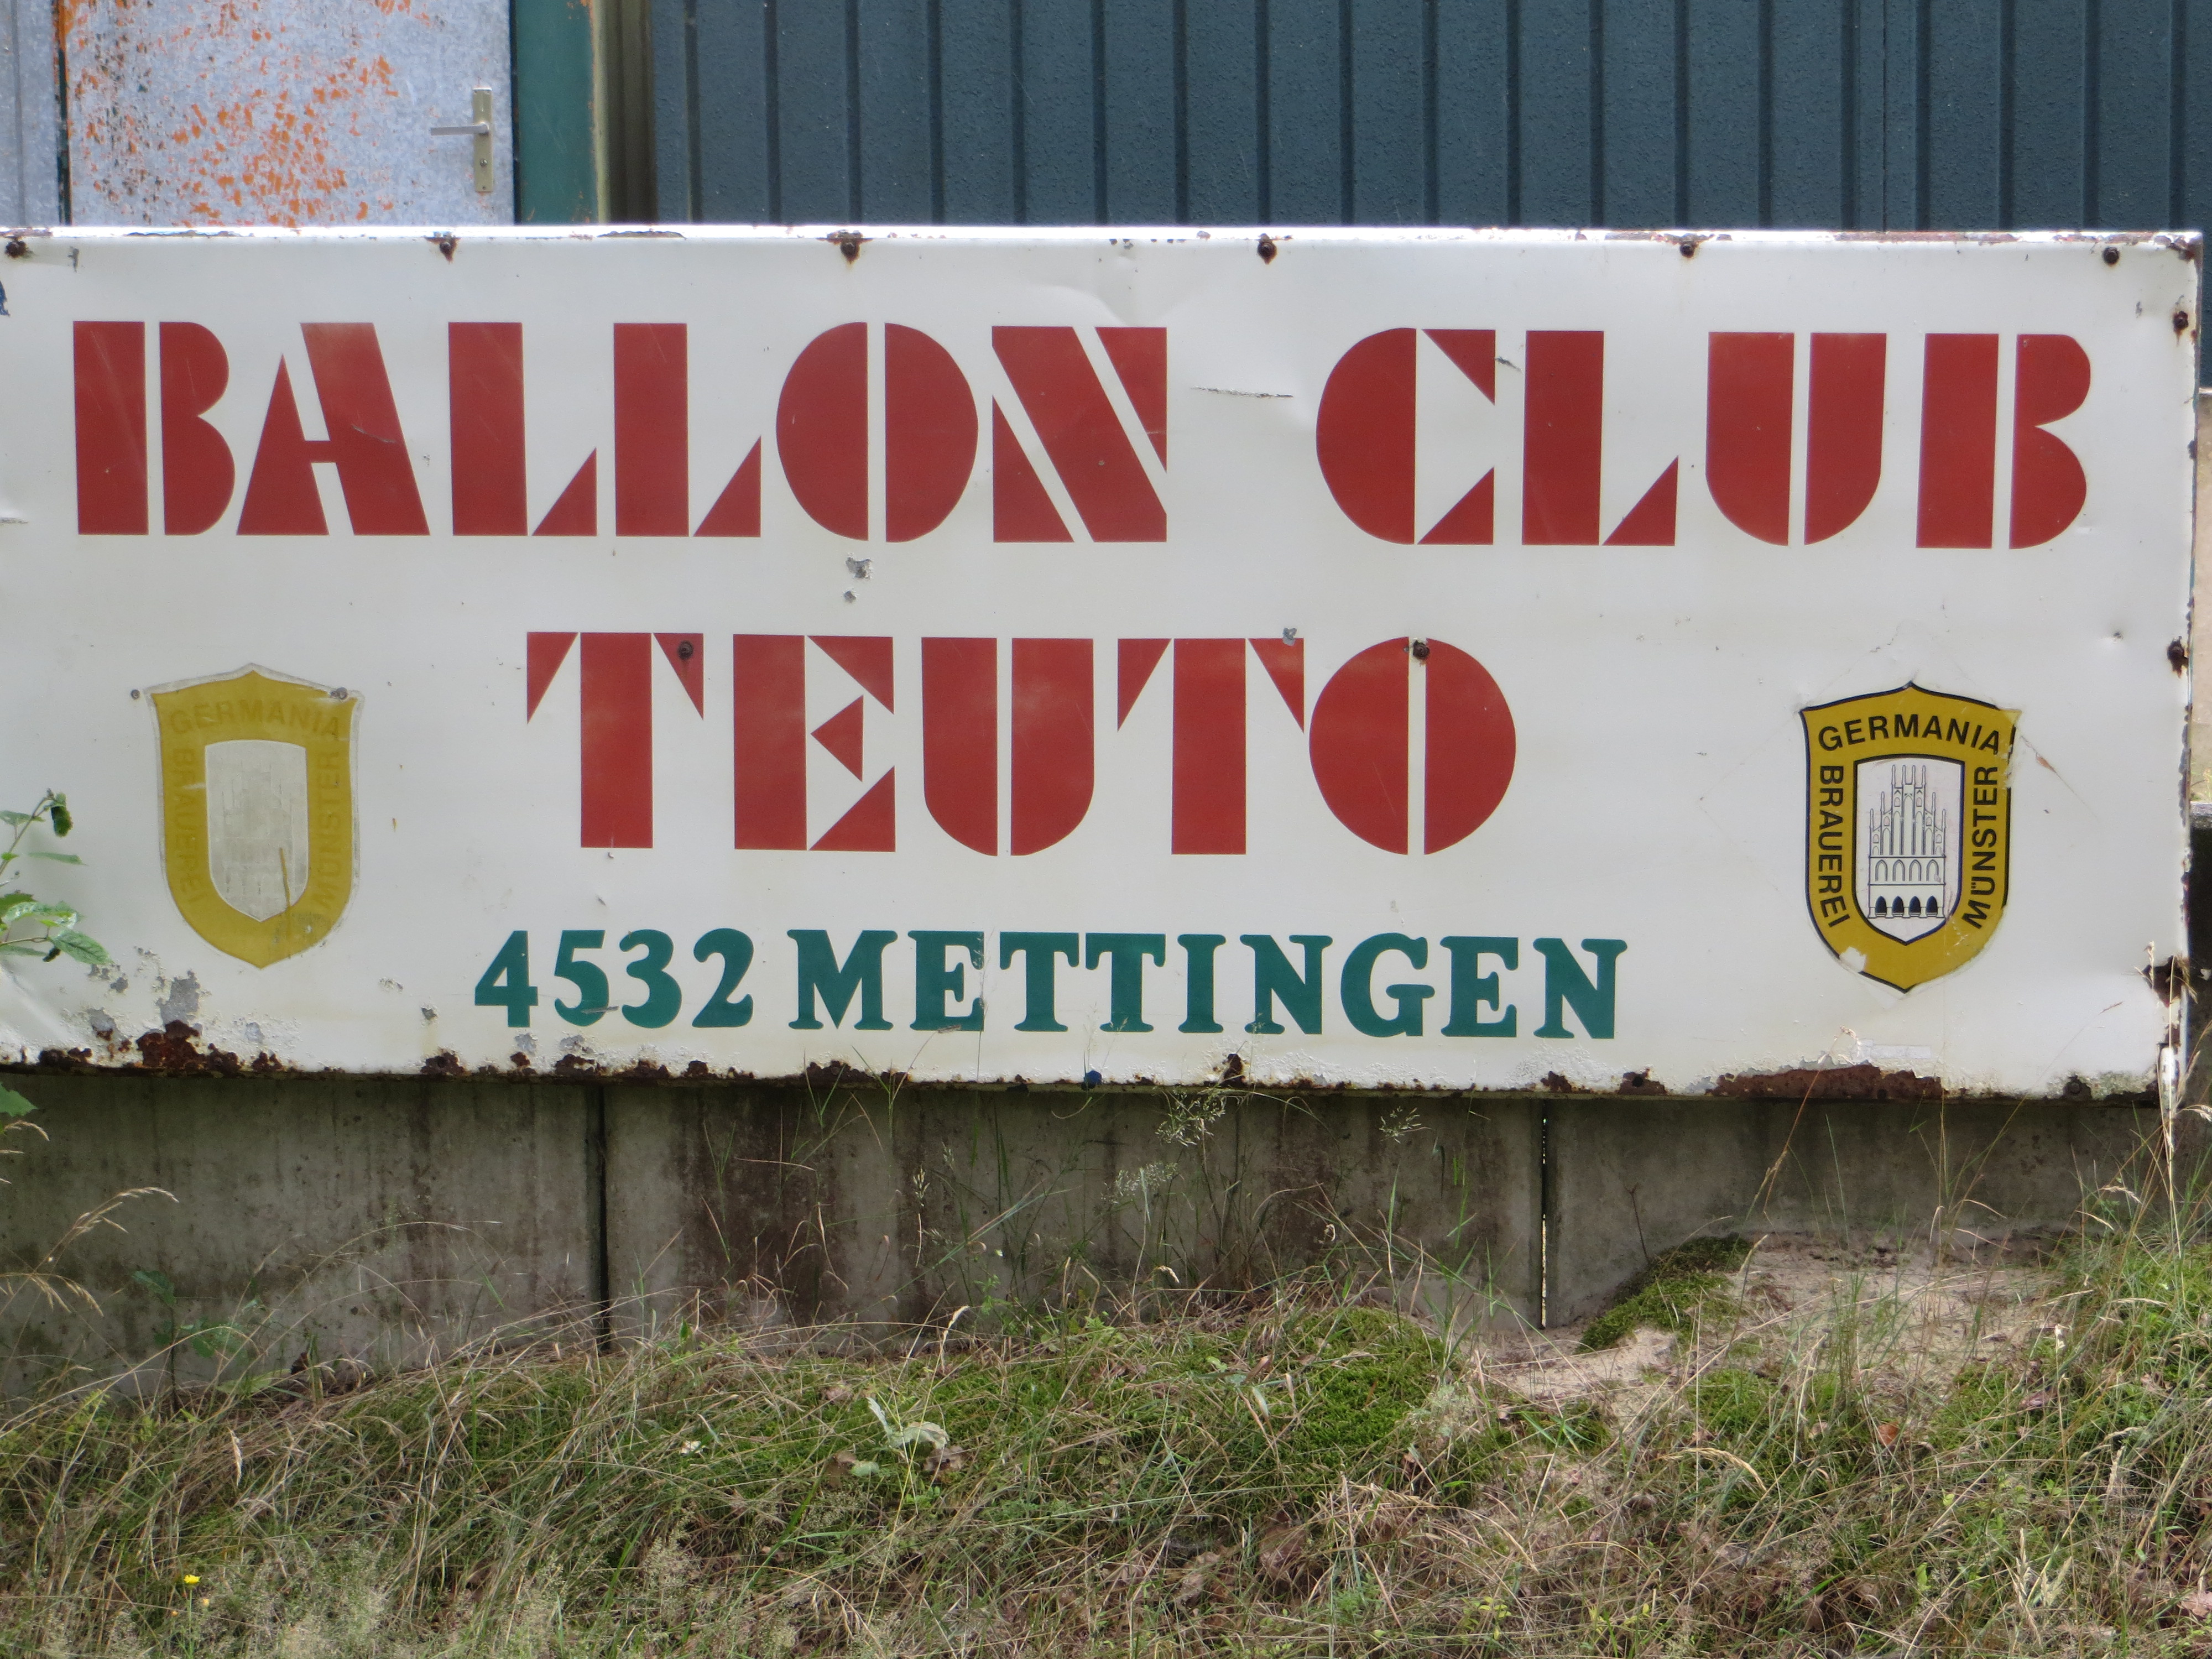 BALLON CLUB
TEUTO
GERMANIA
BRAUEREI
MÜNSTER
GERMANIA
BRAUEREI
MÜNSTER
4532 METTINGEN